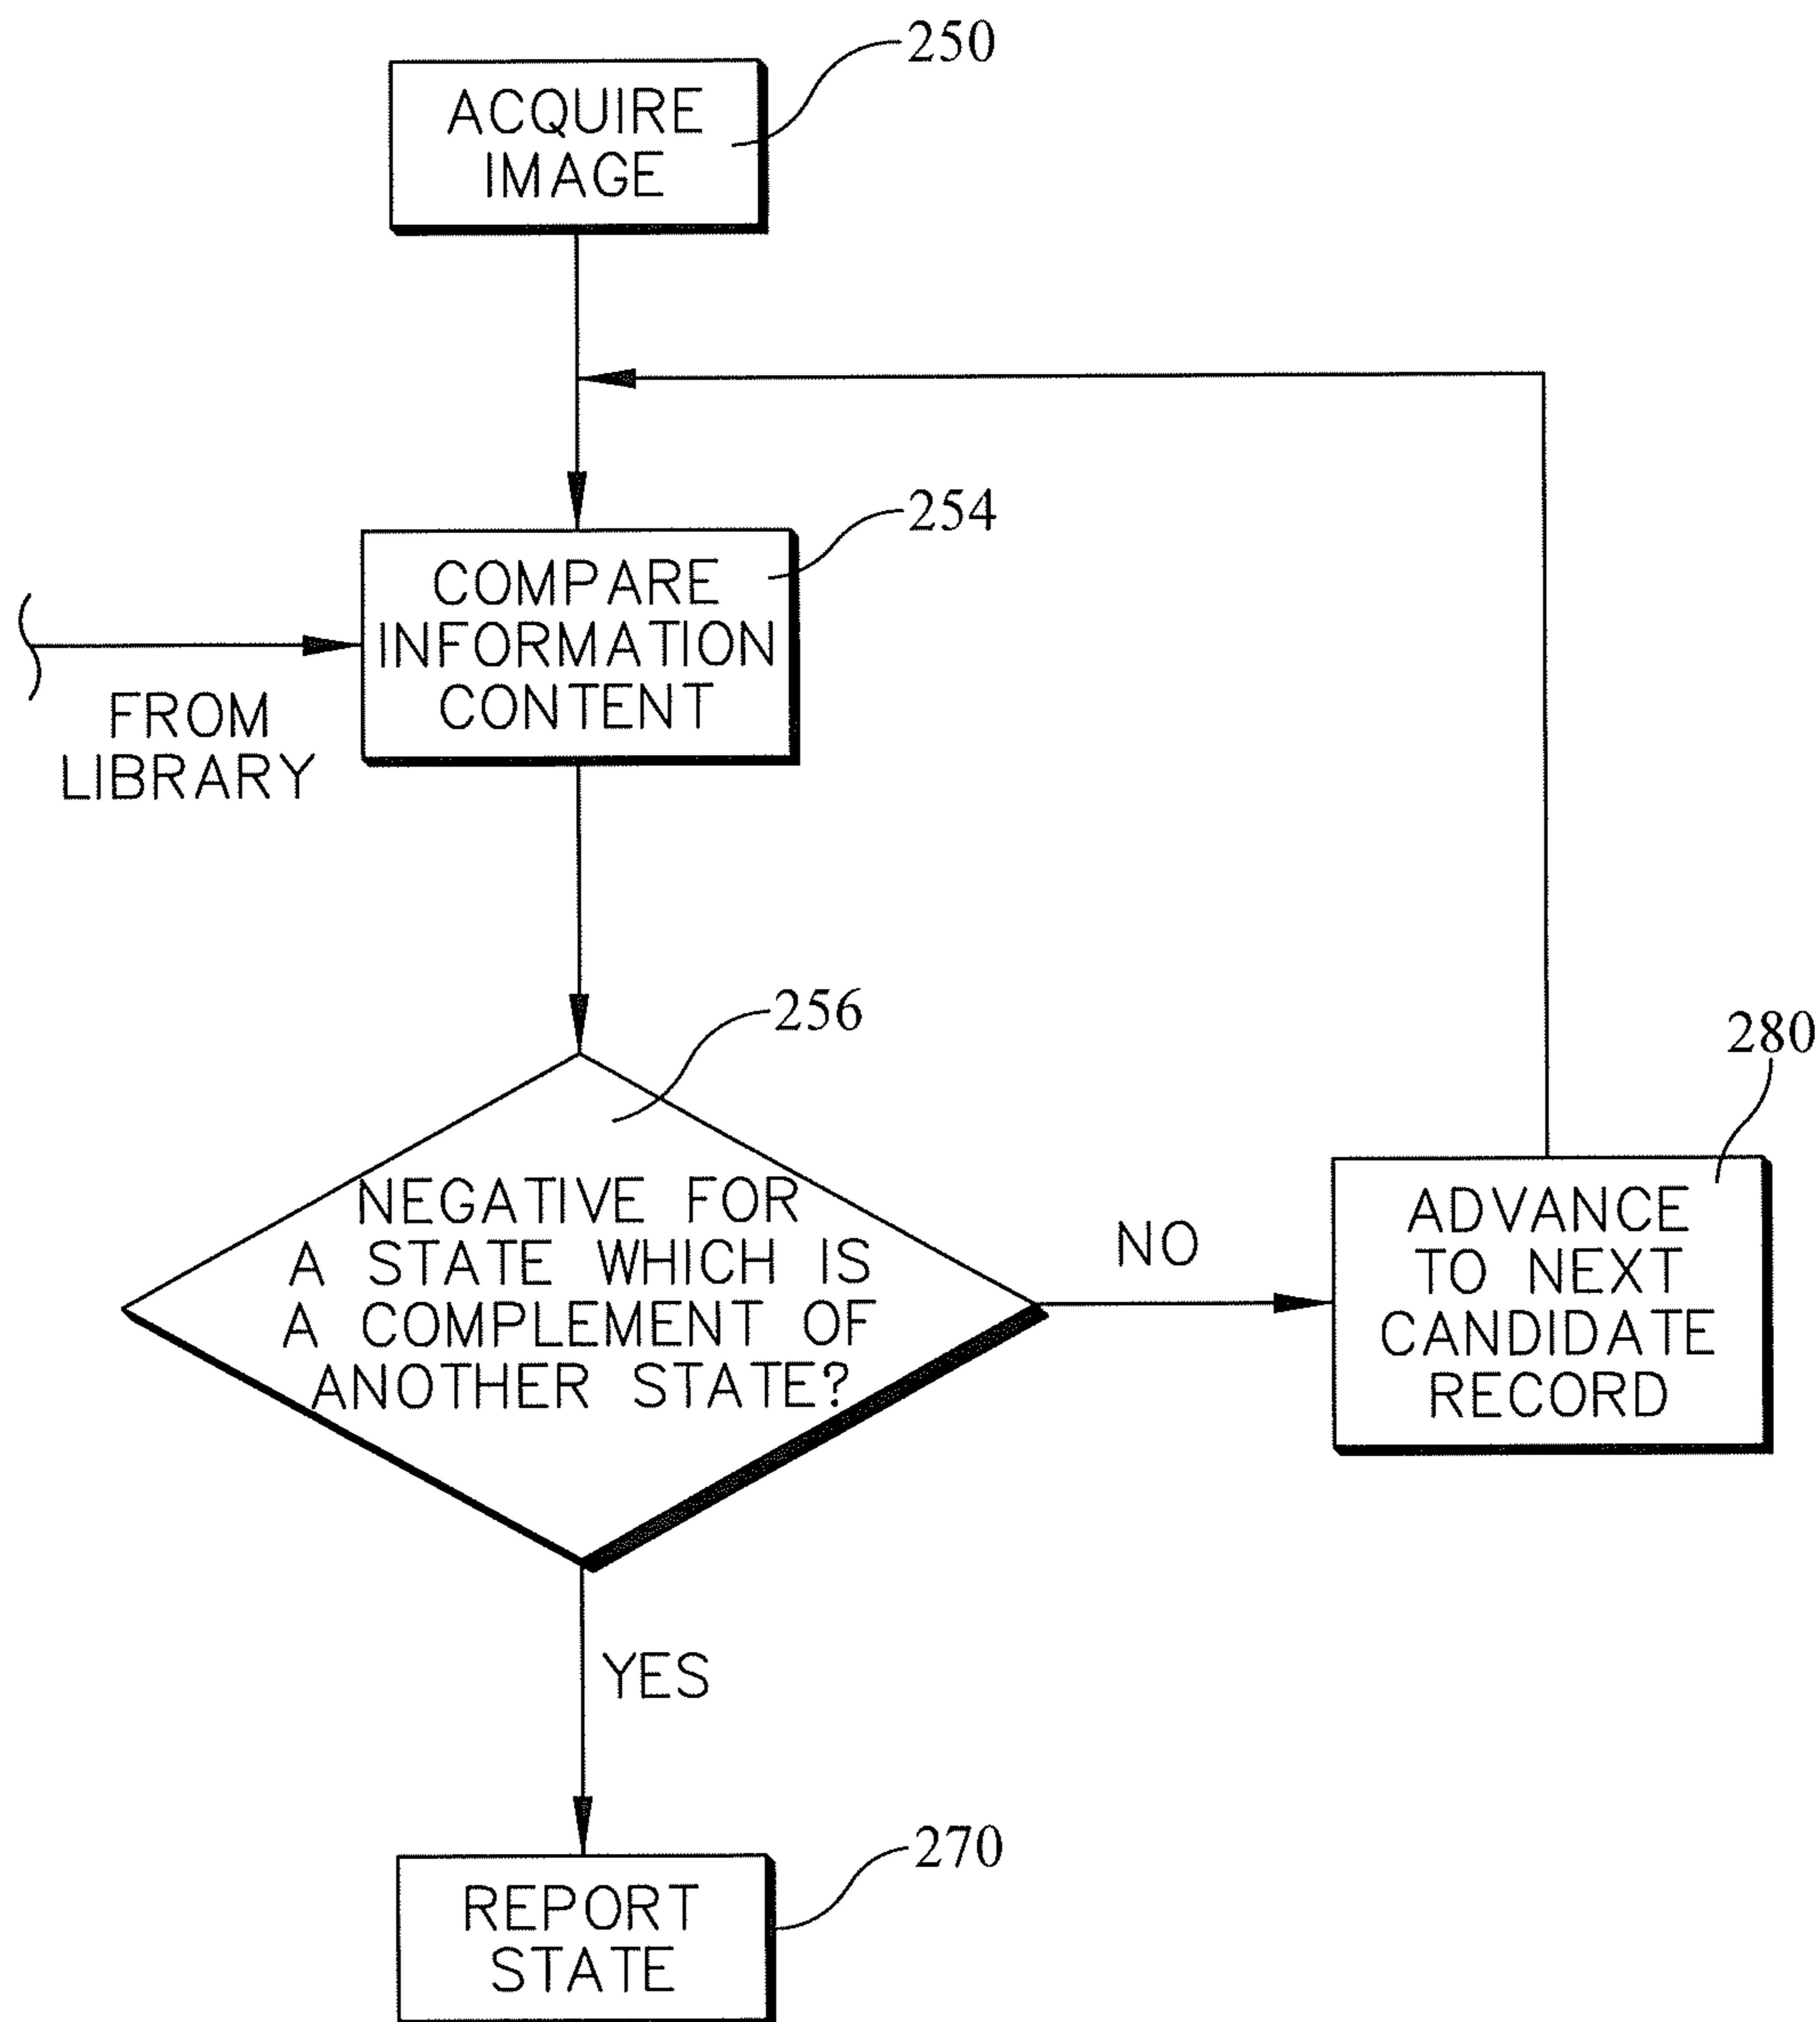 250
ACQUIRE
IMAGE
254
COMPARE
INFORMATION
CONTENT
FROM
LIBRARY
256
NEGATIVE FOR
A STATE WHICH IS
A COMPLEMENT OF
ANOTHER STATE?
NO
280
ADVANCE
TO NEXT
CANDIDATE
RECORD
YES
270
REPORT
STATE